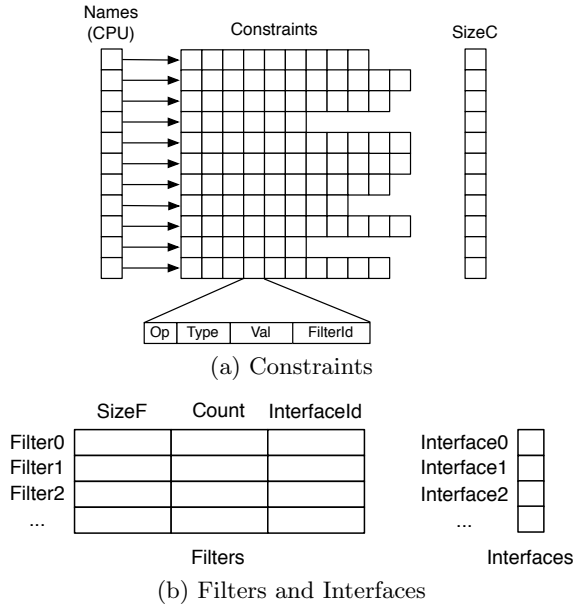 Names
(CPU)
Constraints
SizeC
Op Type Val FilterId
(a) Constraints
SizeF Count InterfaceId
Filter0
Filter1
Filter2
...
Filters
Interface0
Interface1
Interface2
...
Interfaces
(b) Filters and Interfaces